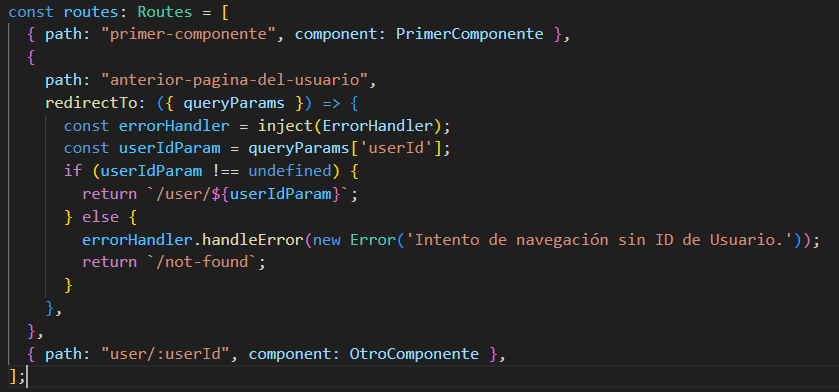 const routes: Routes = [
  { path: "primer-componente", component: PrimerComponente },
  {
    path: "anterior-pagina-del-usuario",
    redirectTo: ({ queryParams }) => {
      const errorHandler = inject(ErrorHandler);
      const userIdParam = queryParams['userId'];
      if (userIdParam !== undefined) {
        return `/user/${userIdParam}`;
      } else {
        errorHandler.handleError(new Error('Intento de navegación sin ID de Usuario.'));
        return `/not-found`;
      }
    },
  },
  { path: "user/:userId", component: OtroComponente },
];